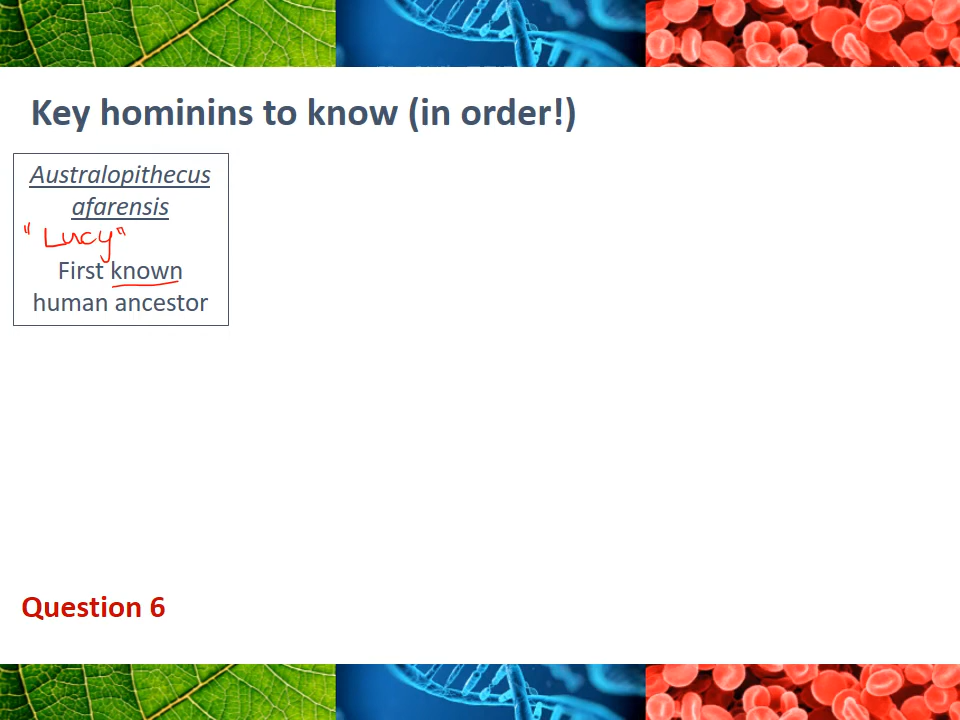 Key hominins to know (in order!)
Australopithecus
afarensis
"Lucy"
First known
human ancestor
Question 6